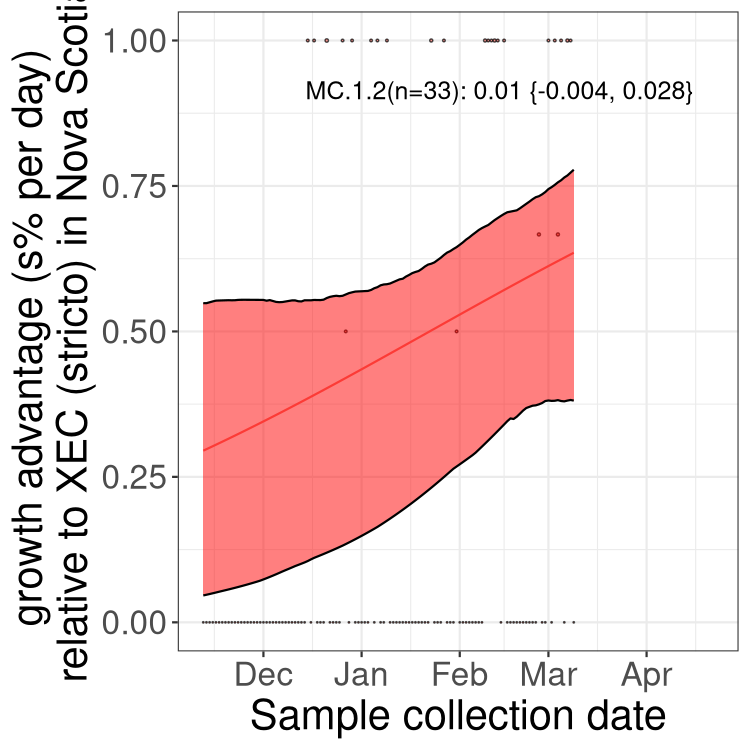 growth advantage (s% per day)
relative to XEC (stricto) in Nova Scotia
1.00
0.75
0.50
0.25
0.00
MC.1.2(n=33): 0.01 {-0.004, 0.028}
Dec Jan Feb Mar Apr
Sample collection date